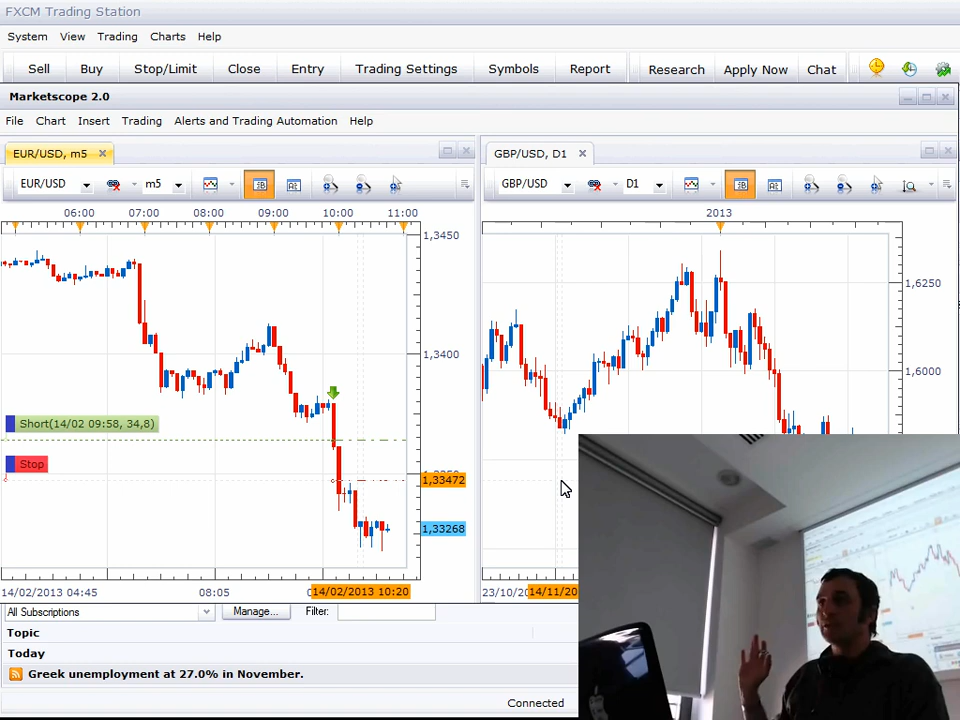 FXCM Trading Station
System View Trading Charts Help
Sell Buy Stop/Limit Close Entry Trading Settings Symbols Report Research Apply Now Chat
Marketscope 2.0
File Chart Insert Trading Alerts and Trading Automation Help
EUR/USD, m5
GBP/USD, D1
EUR/USD m5
GBP/USD D1
06:00 07:00 08:00 09:00 10:00 11:00
2013
1,3450
1,6250
1,3400
1,6000
Short(14/02 09:58, 34,8)
Stop
1,33472
1,33268
14/02/2013 04:45 08:05 14/02/2013 10:20
23/10/20 14/11/20
All Subscriptions Manage... Filter:
Topic
Today
Greek unemployment at 27.0% in November.
Connected